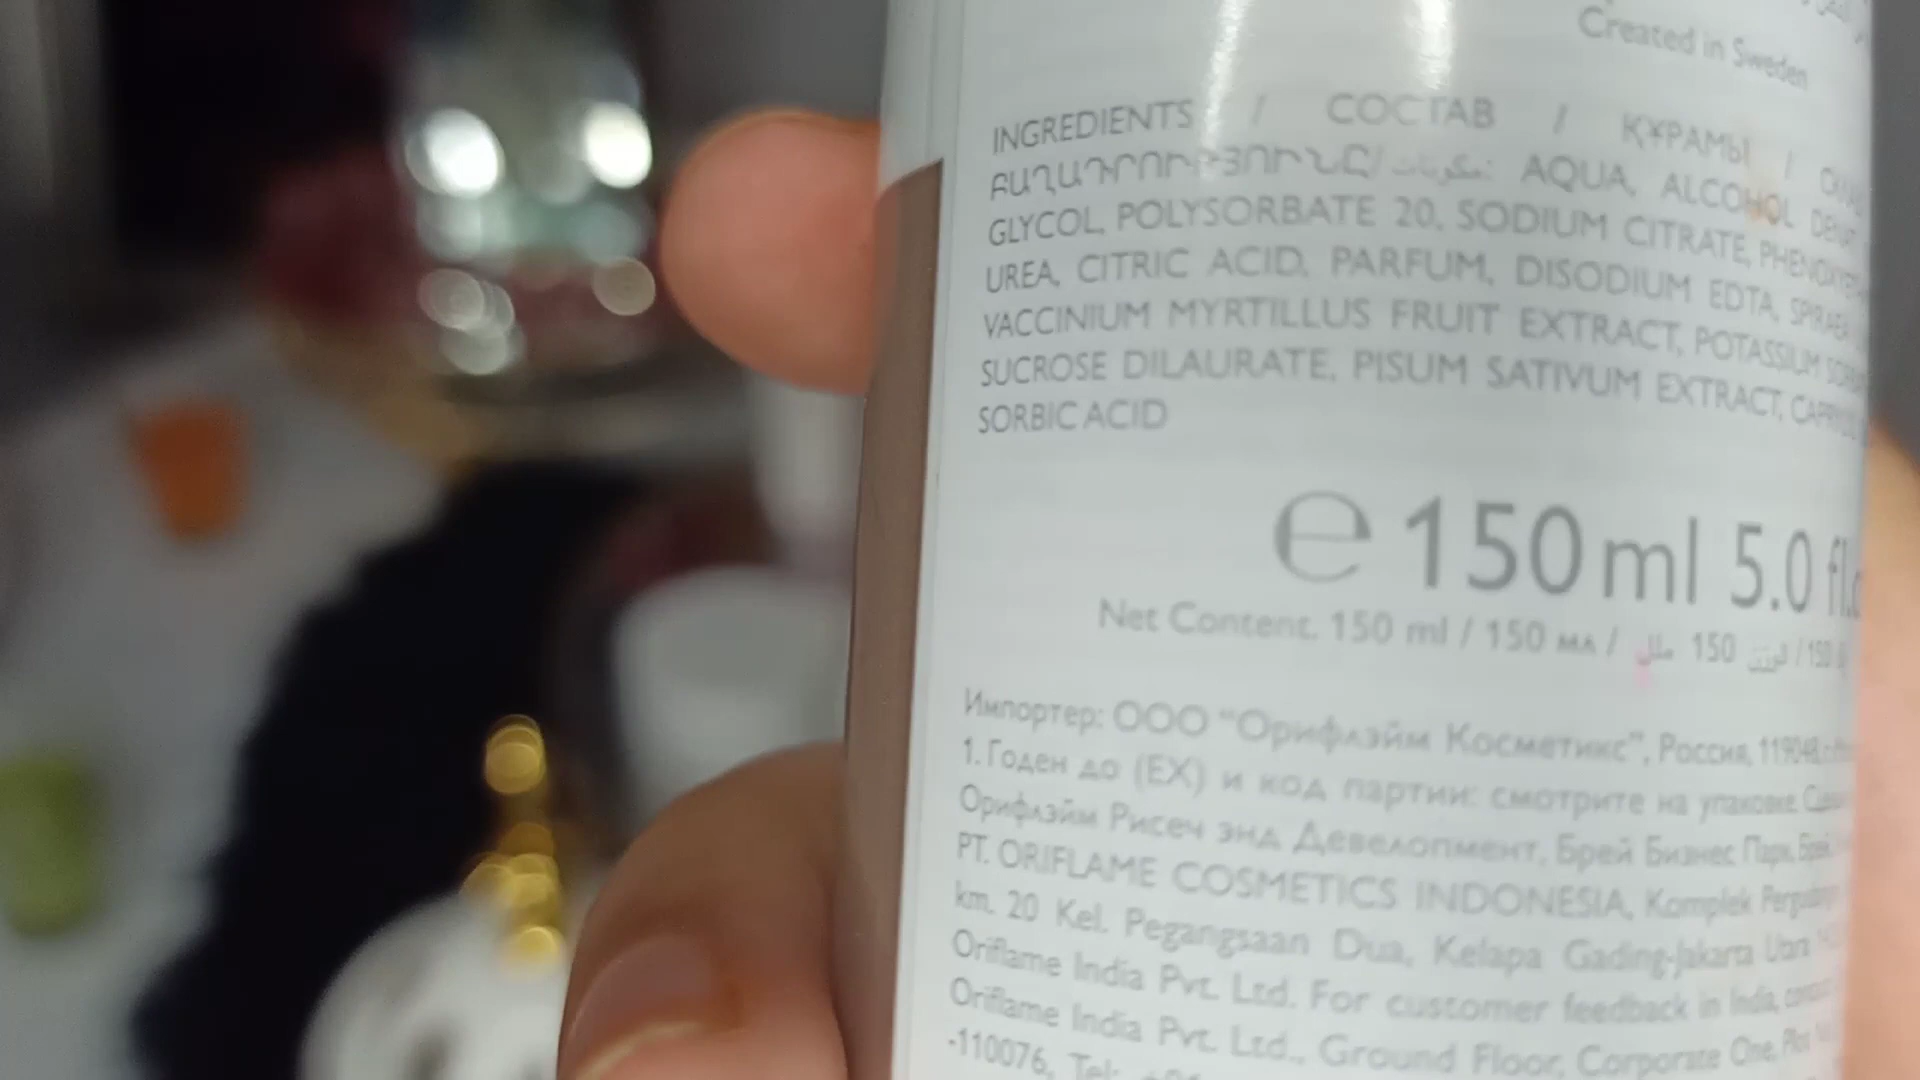 Created in Sweden
INGREDIENTS / СОСТАВ / ҚҰРАМЫ /
ԲԱՂԱԴՐՈՒԹՅՈՒՆԸ/ AQUA, ALCOHOL
GLYCOL, POLYSORBATE 20, SODIUM CITRATE,
UREA, CITRIC ACID, PARFUM, DISODIUM EDTA,
VACCINIUM MYRTILLUS FRUIT EXTRACT, POTASSIUM
SUCROSE DILAURATE, PISUM SATIVUM EXTRACT,
SORBIC ACID
℮ 150 ml 5.0
Net Content. 150 ml / 150 мл / 150
Импортер: ООО "Орифлэйм Косметикс", Россия,
1. Годен до (EX) и код партии: смотрите на упаковке.
Орифлэйм Рисеч энд Девелопмент, Брей Бизнес Парк,
PT. ORIFLAME COSMETICS INDONESIA, Komplek
km. 20 Kel. Pegangsaan Dua, Kelapa Gading-Jakarta
Oriflame India Pvt. Ltd. For customer feedback in India,
Oriflame India Pvt. Ltd., Ground Floor, Corporate One,
-110076, Tel: